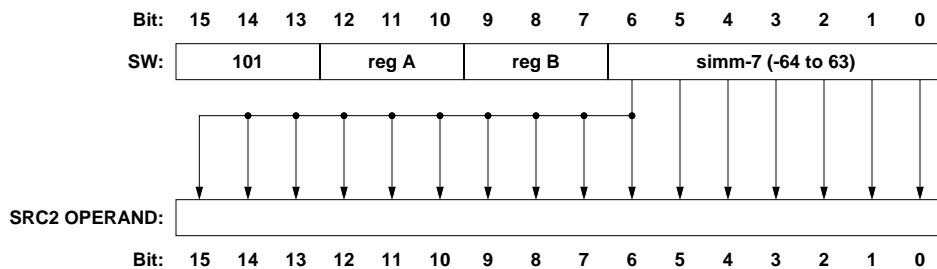 Bit: 15 14 13 12 11 10 9 8 7 6 5 4 3 2 1 0
SW: 101 reg A reg B simm-7 (-64 to 63)
SRC2 OPERAND:
Bit: 15 14 13 12 11 10 9 8 7 6 5 4 3 2 1 0